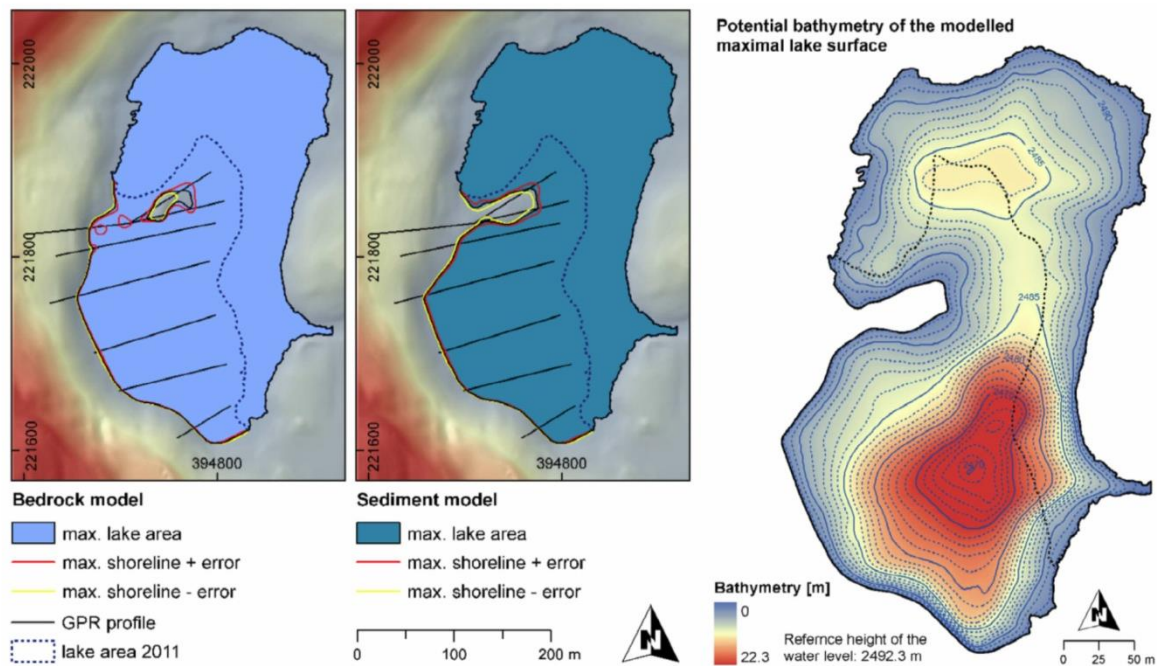 Potential bathymetry of the modelled
maximal lake surface
222000
221800
221600
394800
222000
221800
221600
394800
2480
2485
2485
2480
Bedrock model
max. lake area
max. shoreline + error
max. shoreline - error
GPR profile
lake area 2011
Sediment model
max. lake area
max. shoreline + error
max. shoreline - error
0 100 200 m
N
Bathymetry [m]
0
22.3
Refernce height of the
water level: 2492.3 m
N
0 25 50 m